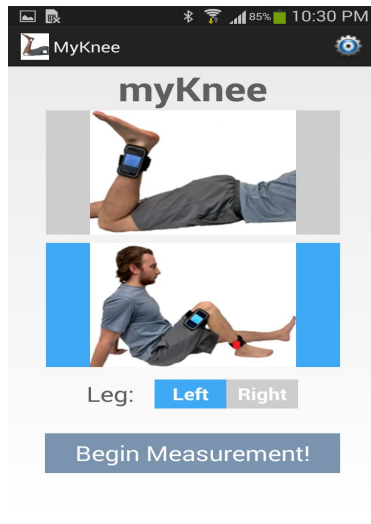 85% 10:30 PM
MyKnee
myKnee
Leg: Left Right
Begin Measurement!